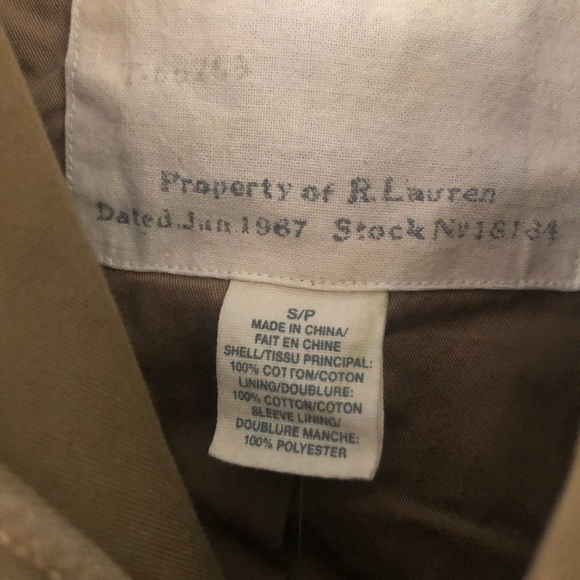 Property of R. Lauren
Dated Jun 1967 Stock Nº 16184
S/P
MADE IN CHINA/
FAIT EN CHINE
SHELL/TISSU PRINCIPAL:
100% COTTON/COTON
LINING/DOUBLURE:
100% COTTON/COTON
SLEEVE LINING/
DOUBLURE MANCHE:
100% POLYESTER